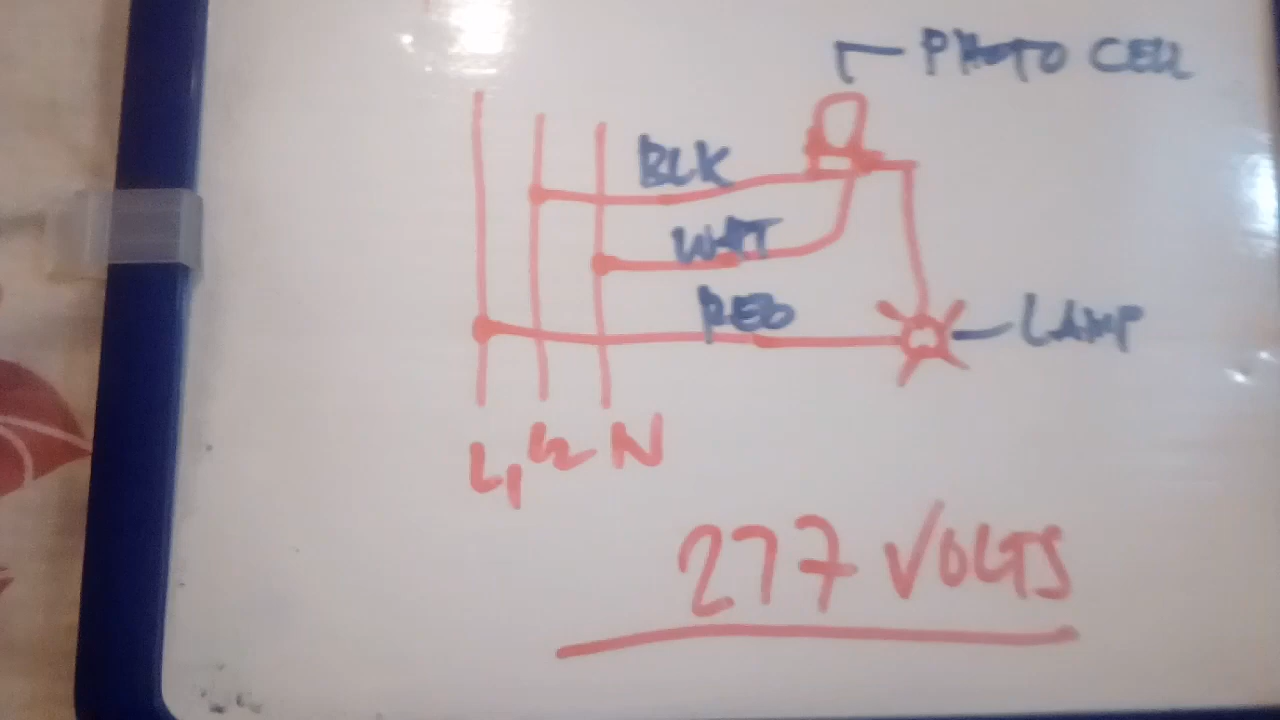 PHOTO CELL
BLK
WHT
RED
LAMP
L1 L2 N
277 VOLTS